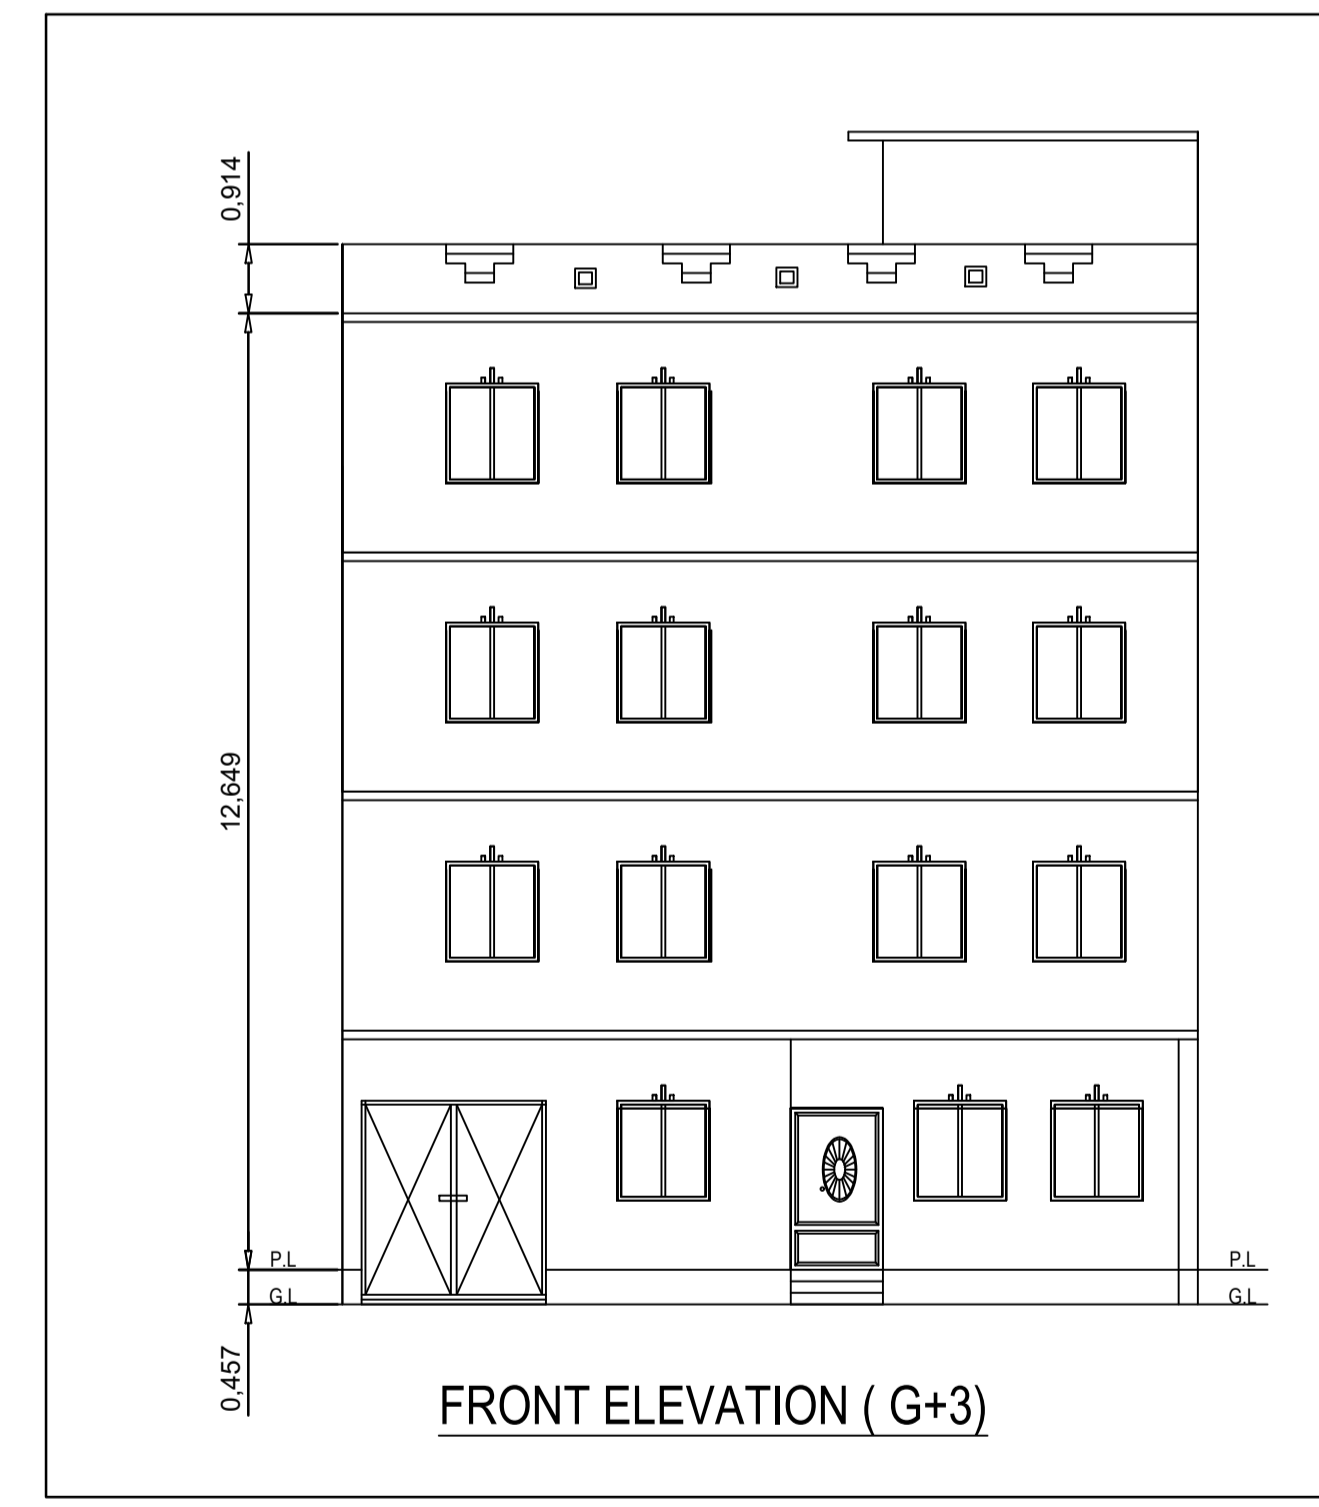 0,914
12,649
P.L
P.L
G.L
G.L
0,457
FRONT ELEVATION ( G+3)